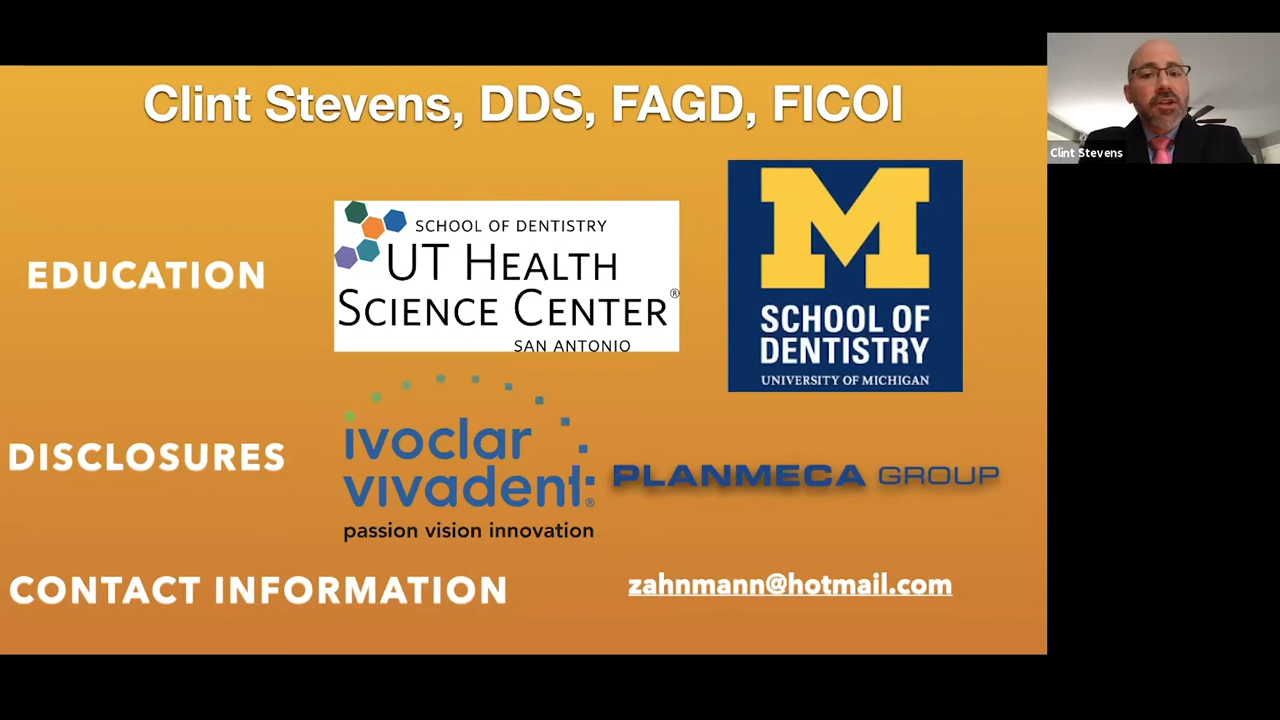 Clint Stevens, DDS, FAGD, FICOI
Clint Stevens
EDUCATION
SCHOOL OF DENTISTRY
UT HEALTH
SCIENCE CENTER®
SAN ANTONIO
M
SCHOOL OF
DENTISTRY
UNIVERSITY OF MICHIGAN
DISCLOSURES
ivoclar
vivadent®
passion vision innovation
PLANMECA GROUP
CONTACT INFORMATION
zahnmann@hotmail.com